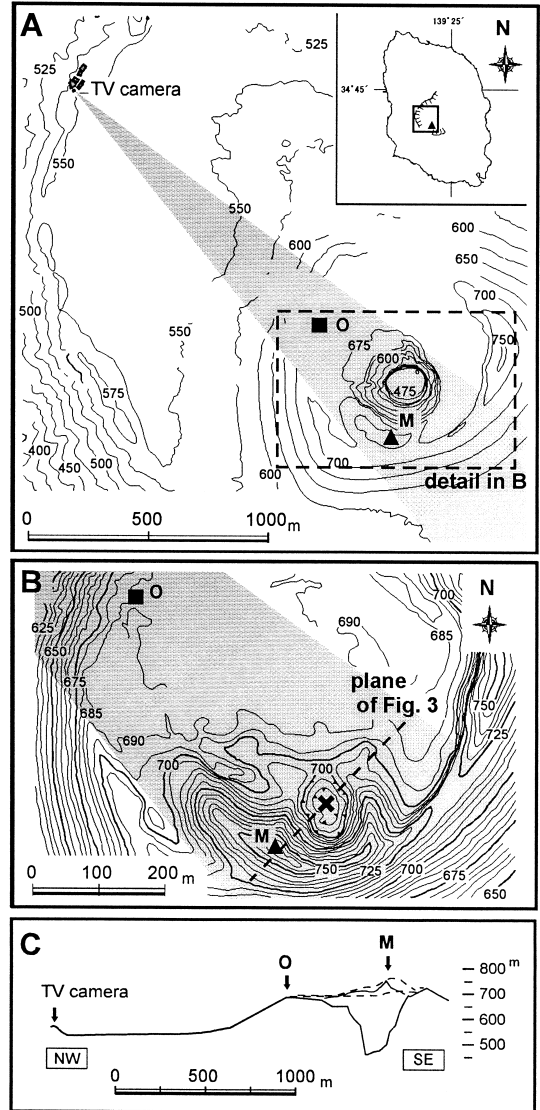 A
139° 25'
N
525
525
TV camera
34° 45'
550
550
600
600
650
700
500
O
675
750
550
600
575
475
M
400
450
500
600
700
detail in B
0 500 1000 m
B
O
N
700
690
685
625
650
plane
of Fig. 3
675
750
685
725
690
700
700
M
0 100 200 m
750
725
700
675
650
C
M
O
800 m
TV camera
700
600
500
NW
SE
0 500 1000 m